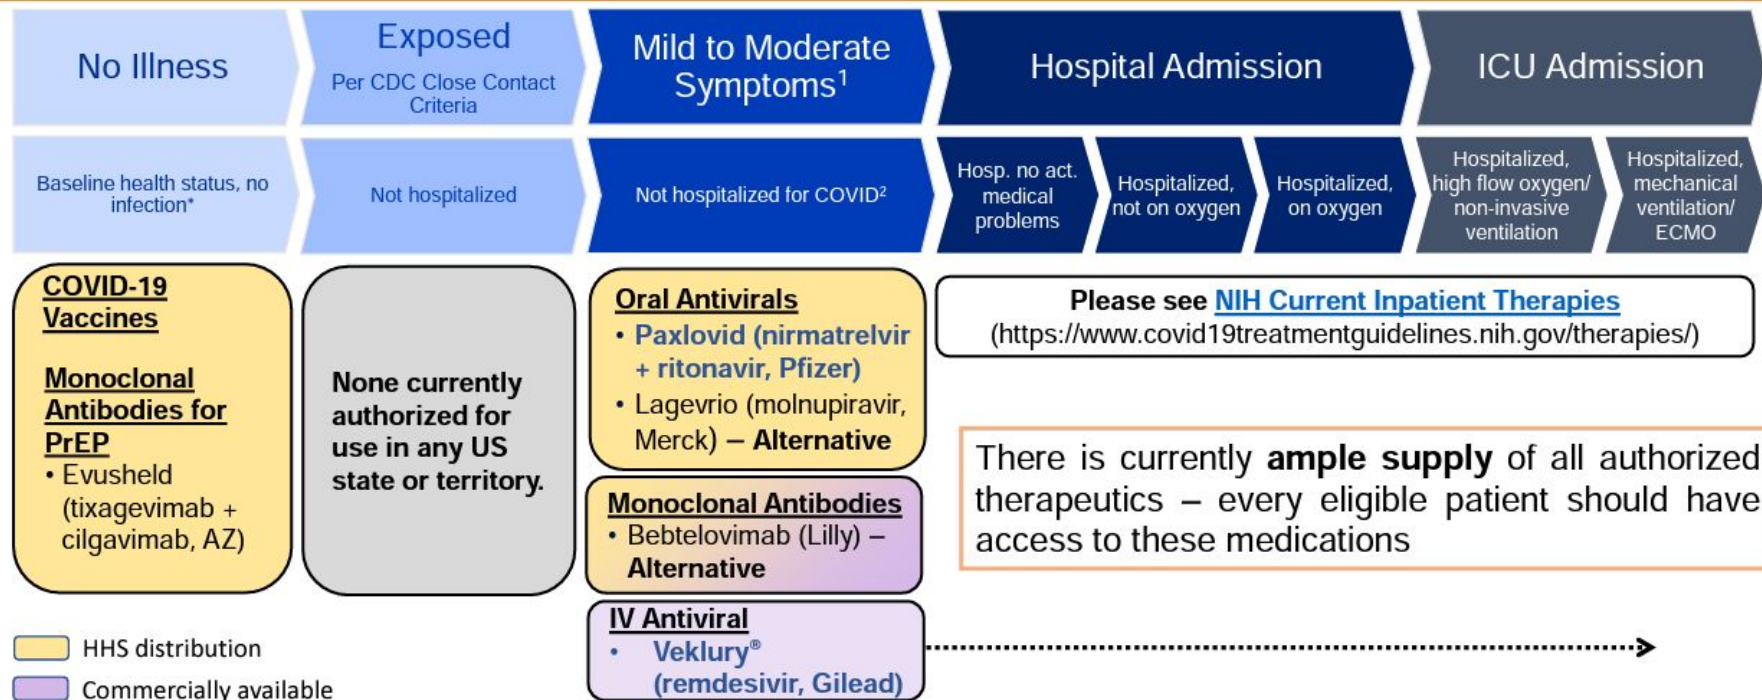 No Illness
Exposed
Per CDC Close Contact
Criteria
Mild to Moderate
Symptoms¹
Hospital Admission
ICU Admission
Baseline health status, no
infection*
Not hospitalized
Not hospitalized for COVID²
Hosp. no act.
medical
problems
Hospitalized,
not on oxygen
Hospitalized,
on oxygen
Hospitalized,
high flow oxygen/
non-invasive
ventilation
Hospitalized,
mechanical
ventilation/
ECMO
COVID-19
Vaccines
Monoclonal
Antibodies for
PrEP
• Evusheld
(tixagevimab +
cilgavimab, AZ)
None currently
authorized for
use in any US
state or territory.
Oral Antivirals
• Paxlovid (nirmatrelvir
+ ritonavir, Pfizer)
• Lagevrio (molnupiravir,
Merck) – Alternative
Monoclonal Antibodies
• Bebtelovimab (Lilly) –
Alternative
IV Antiviral
• Veklury®
(remdesivir, Gilead)
Please see NIH Current Inpatient Therapies
(https://www.covid19treatmentguidelines.nih.gov/therapies/)
There is currently ample supply of all authorized
therapeutics – every eligible patient should have
access to these medications
HHS distribution
Commercially available